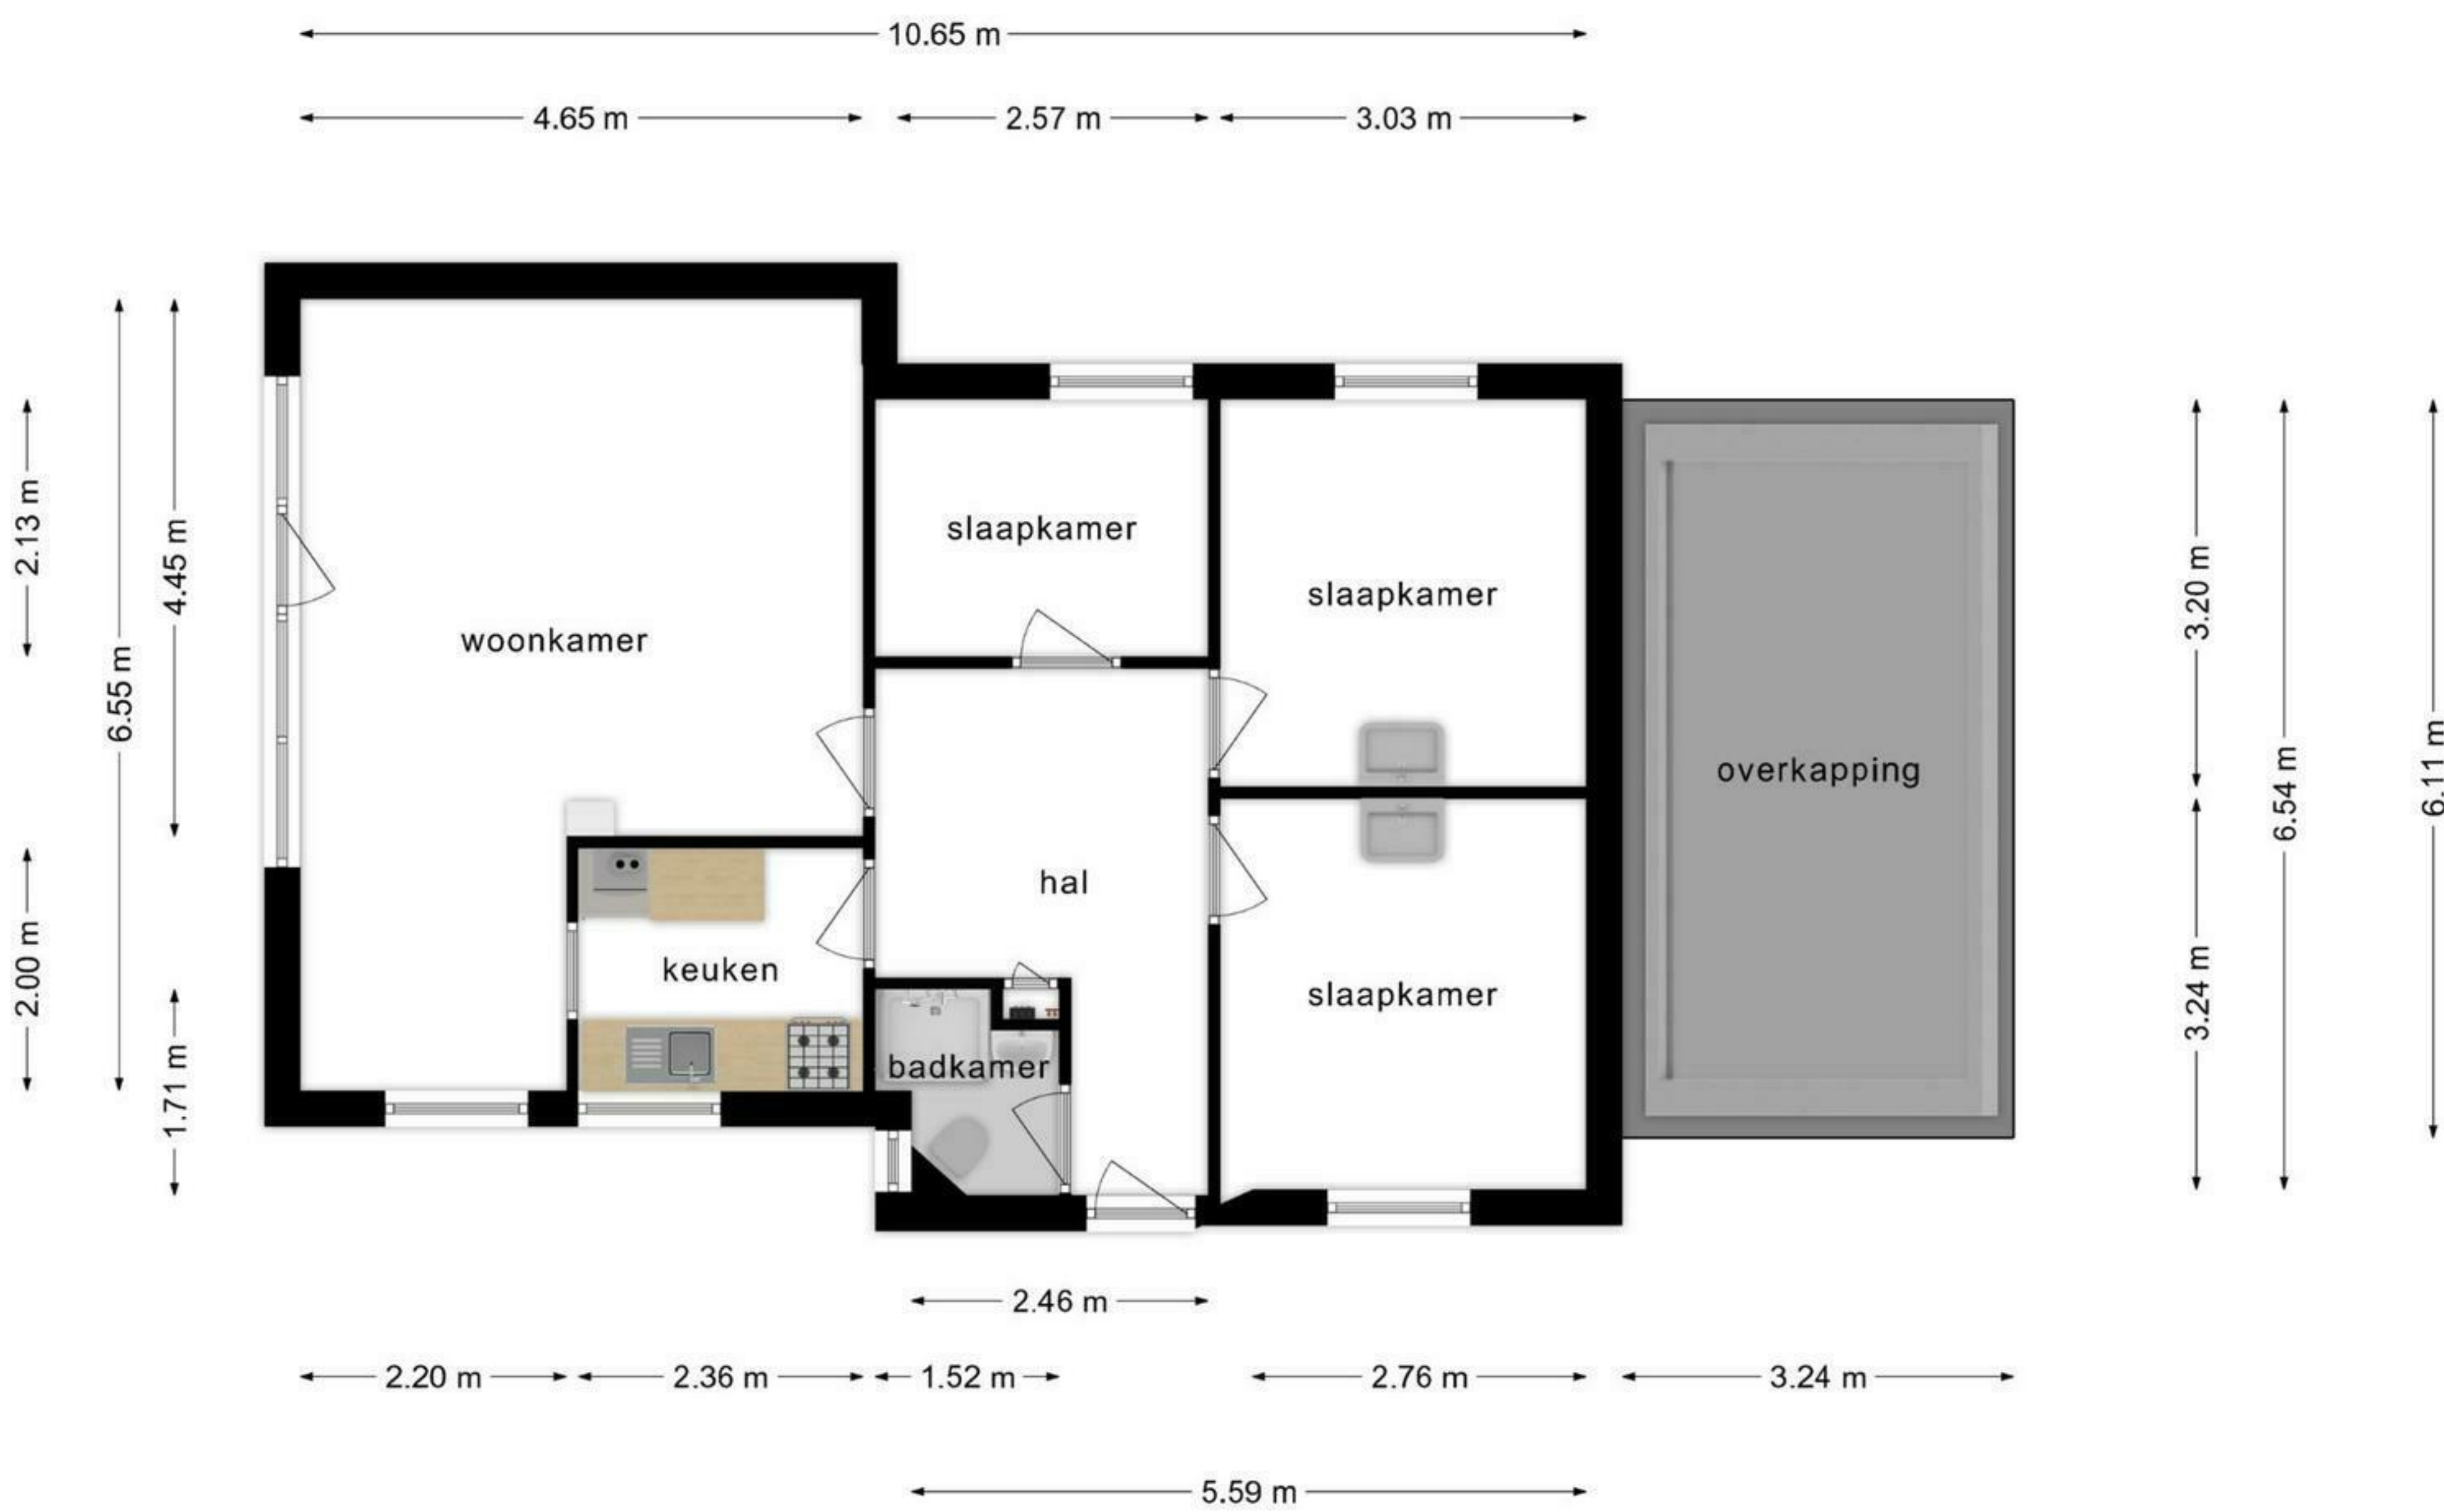 10.65 m
4.65 m
2.57 m
3.03 m
2.13 m
6.55 m
4.45 m
2.00 m
1.71 m
slaapkamer
slaapkamer
woonkamer
overkapping
hal
keuken
slaapkamer
badkamer
3.20 m
6.54 m
6.11 m
3.24 m
2.46 m
2.20 m
2.36 m
1.52 m
2.76 m
3.24 m
5.59 m